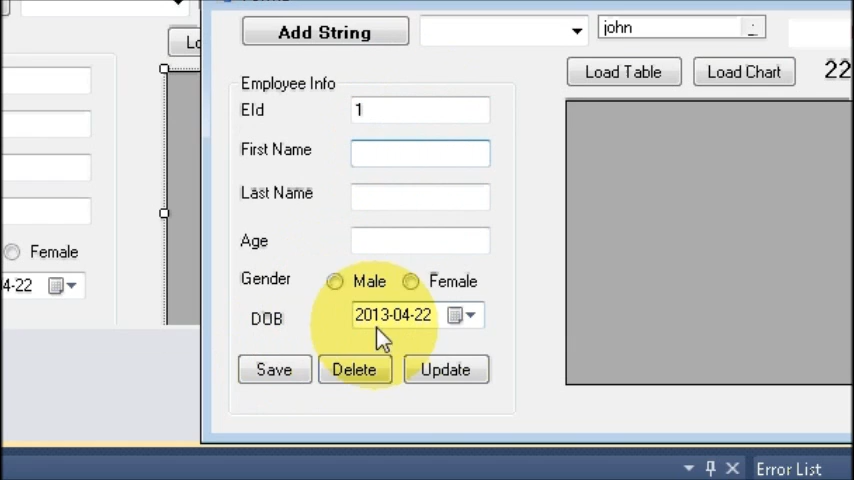 Add String
john
...
Load Table
Load Chart
22
Employee Info
EId
1
First Name
Last Name
Age
Gender
Male
Female
DOB
2013-04-22
Save
Delete
Update
Female
4-22
Error List